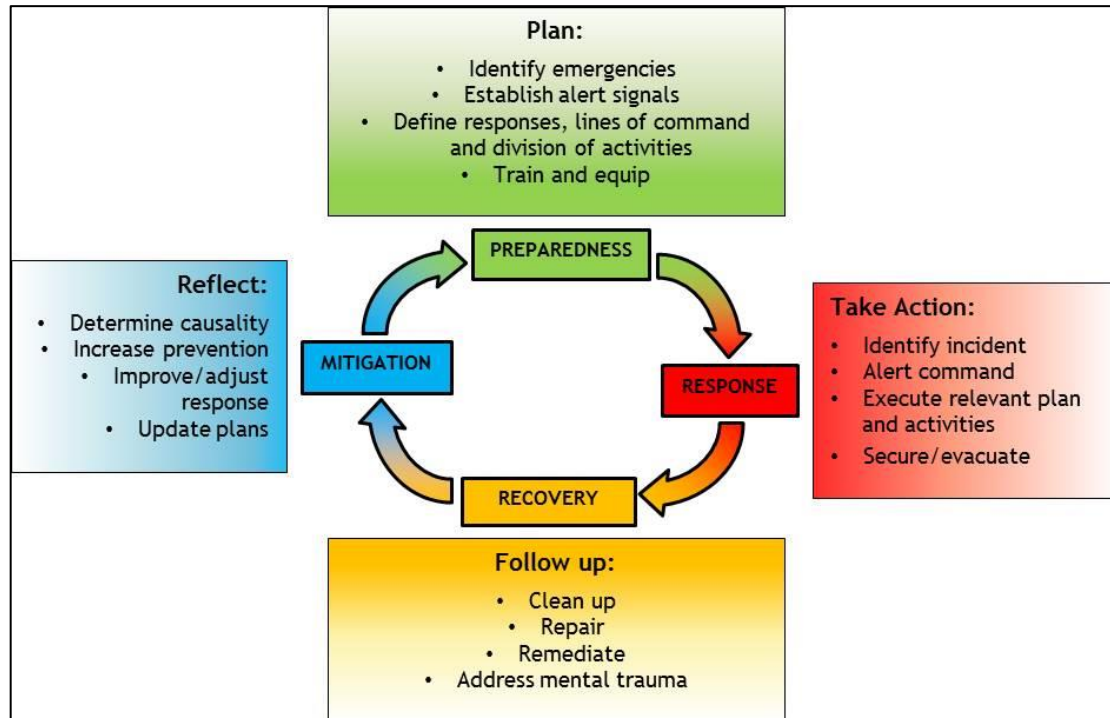 Plan:
• Identify emergencies
• Establish alert signals
• Define responses, lines of command
and division of activities
• Train and equip
PREPAREDNESS
Reflect:
• Determine causality
• Increase prevention
• Improve/adjust
response
• Update plans
MITIGATION
RESPONSE
Take Action:
• Identify incident
• Alert command
• Execute relevant plan
and activities
• Secure/evacuate
RECOVERY
Follow up:
• Clean up
• Repair
• Remediate
• Address mental trauma